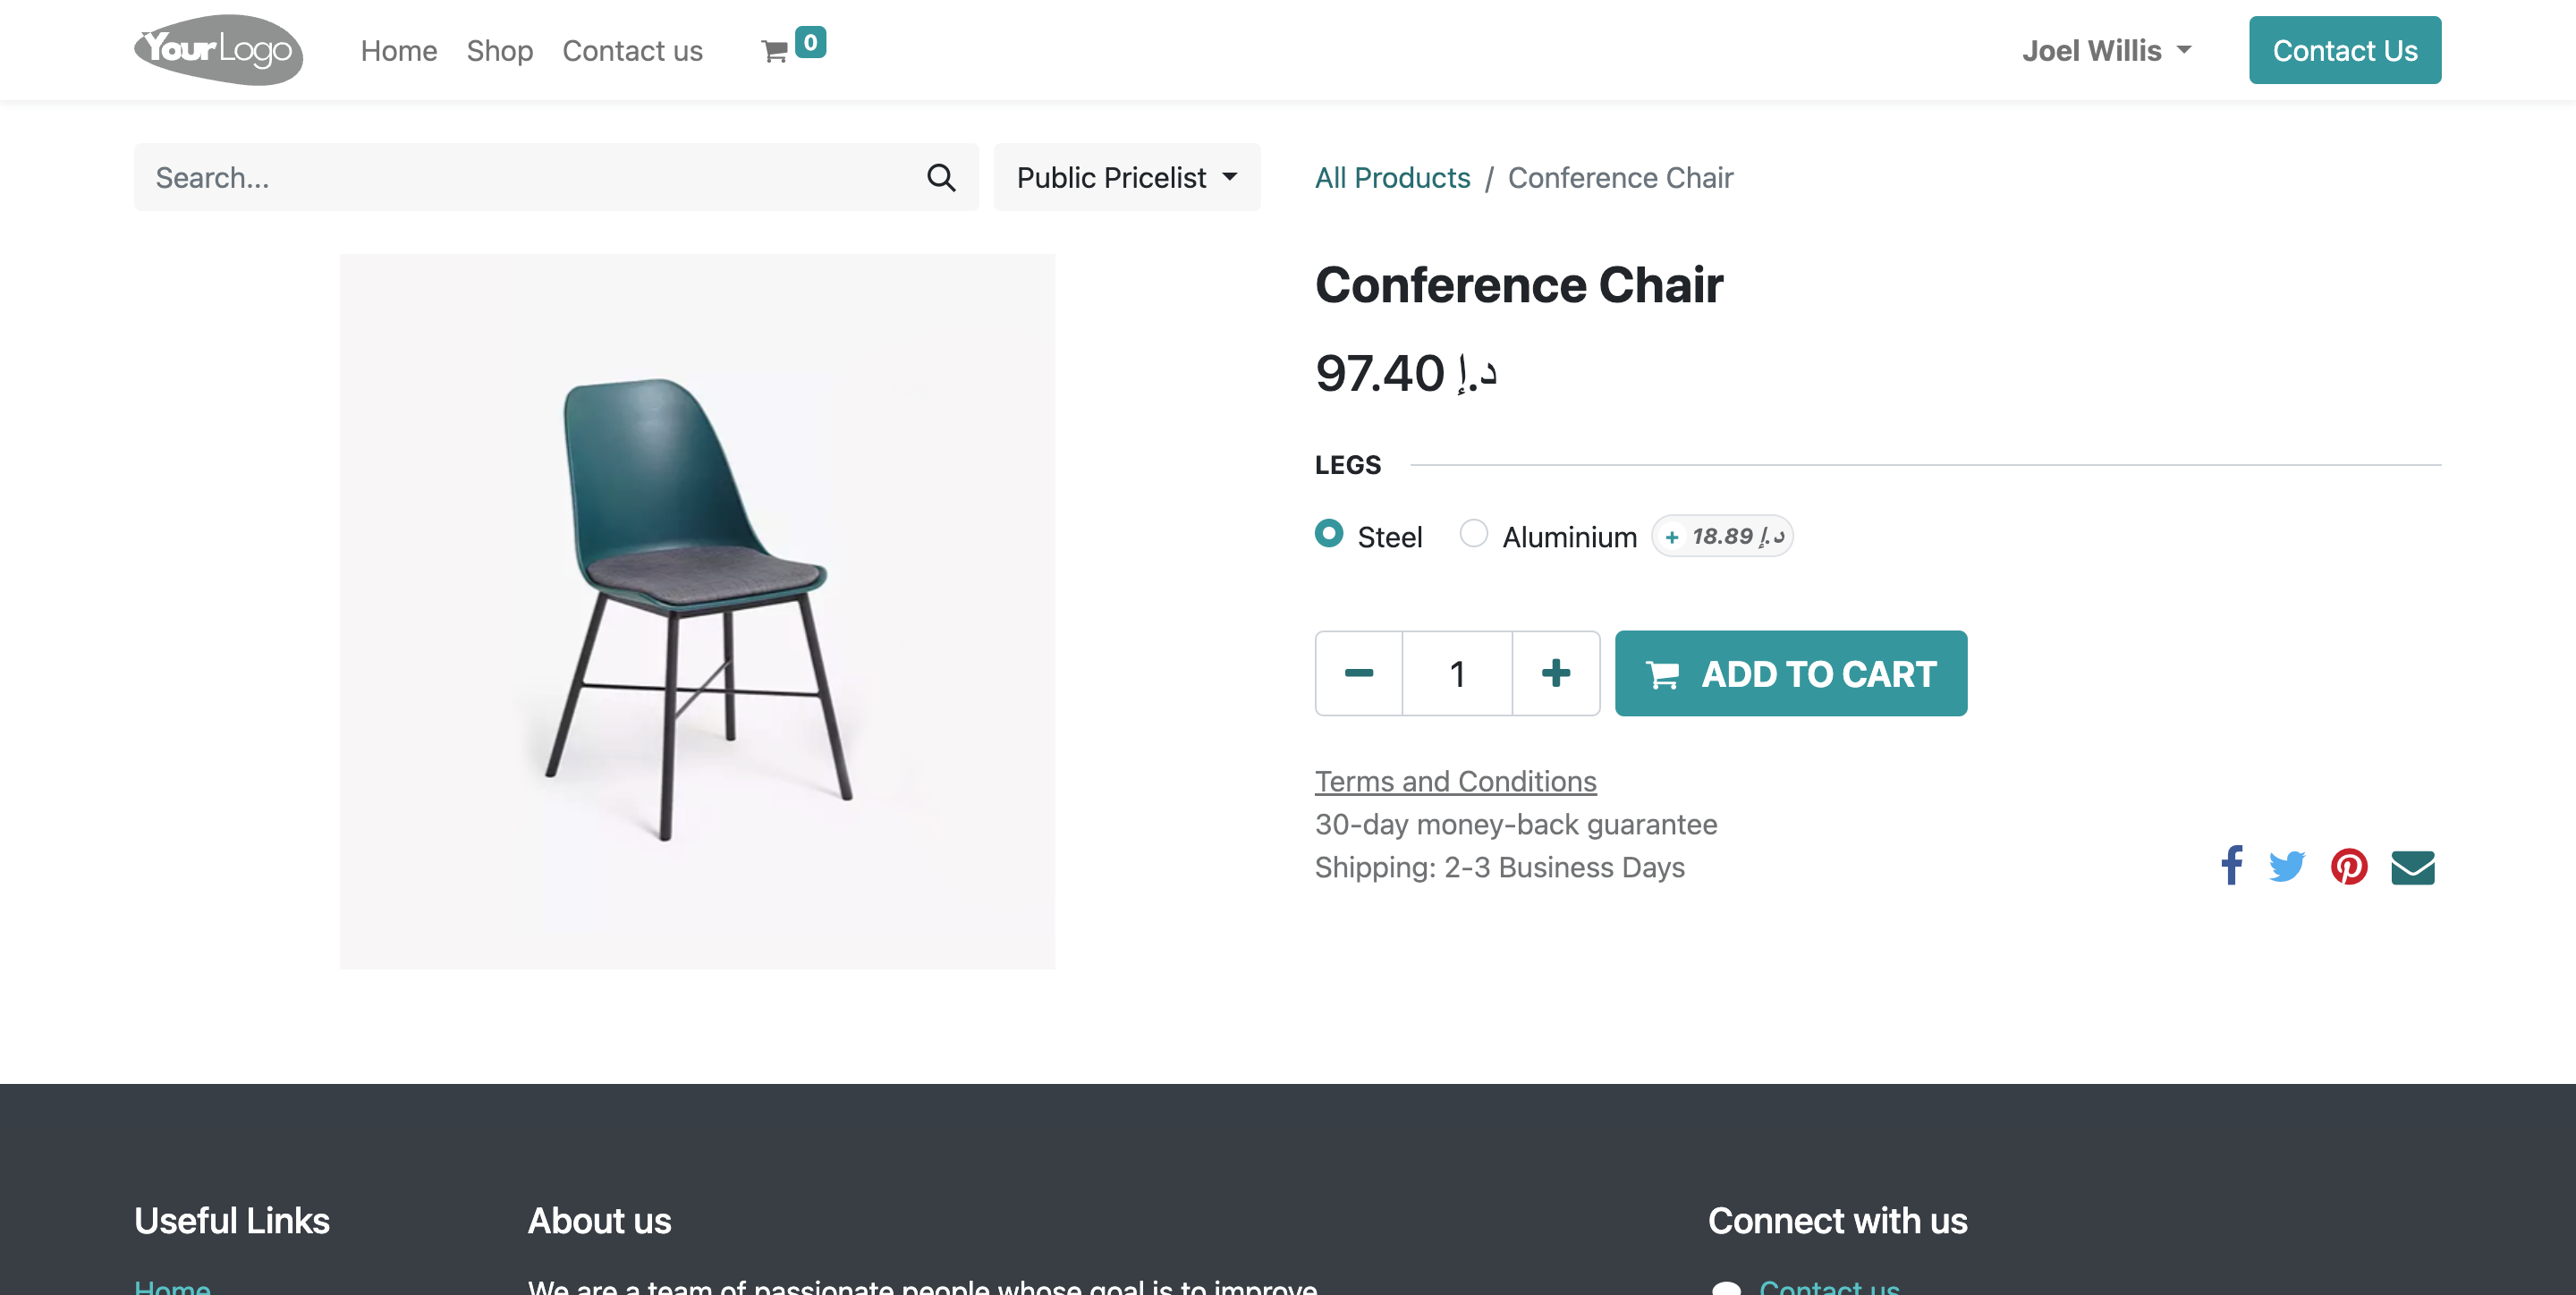 YourLogo
Home Shop Contact us 0
Joel Willis
Contact Us
Search...
Public Pricelist
All Products / Conference Chair
Conference Chair
97.40 د.إ
LEGS
Steel
Aluminium + 18.89 د.إ
1
ADD TO CART
Terms and Conditions
30-day money-back guarantee
Shipping: 2-3 Business Days
Useful Links
About us
Connect with us
Home
We are a team of passionate people whose goal is to improve
Contact us